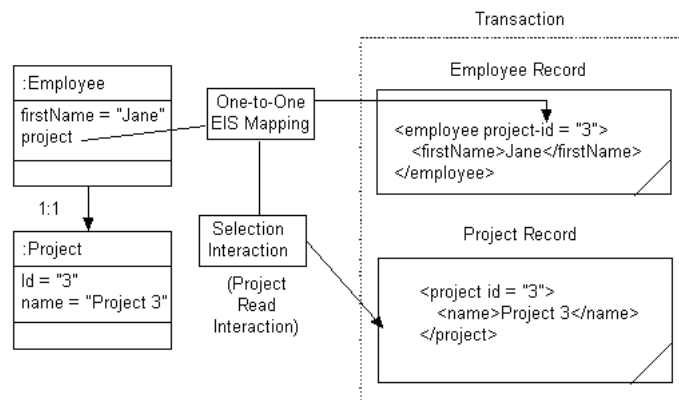 Transaction
:Employee
firstName = "Jane"
project
1:1
:Project
Id = "3"
name = "Project 3"
One-to-One
EIS Mapping
Selection
Interaction
(Project
Read
Interaction)
Employee Record
<employee project-id = "3">
<firstName>Jane</firstName>
</employee>
Project Record
<project id = "3">
<name>Project 3</name>
</project>